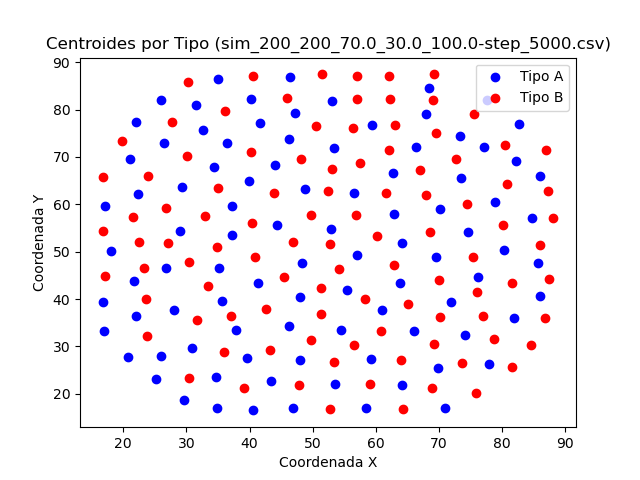 Centroides por Tipo (sim_200_200_70.0_30.0_100.0-step_5000.csv)
90
80
70
60
50
40
30
20
Coordenada Y
Tipo A
Tipo B
20 30 40 50 60 70 80 90
Coordenada X